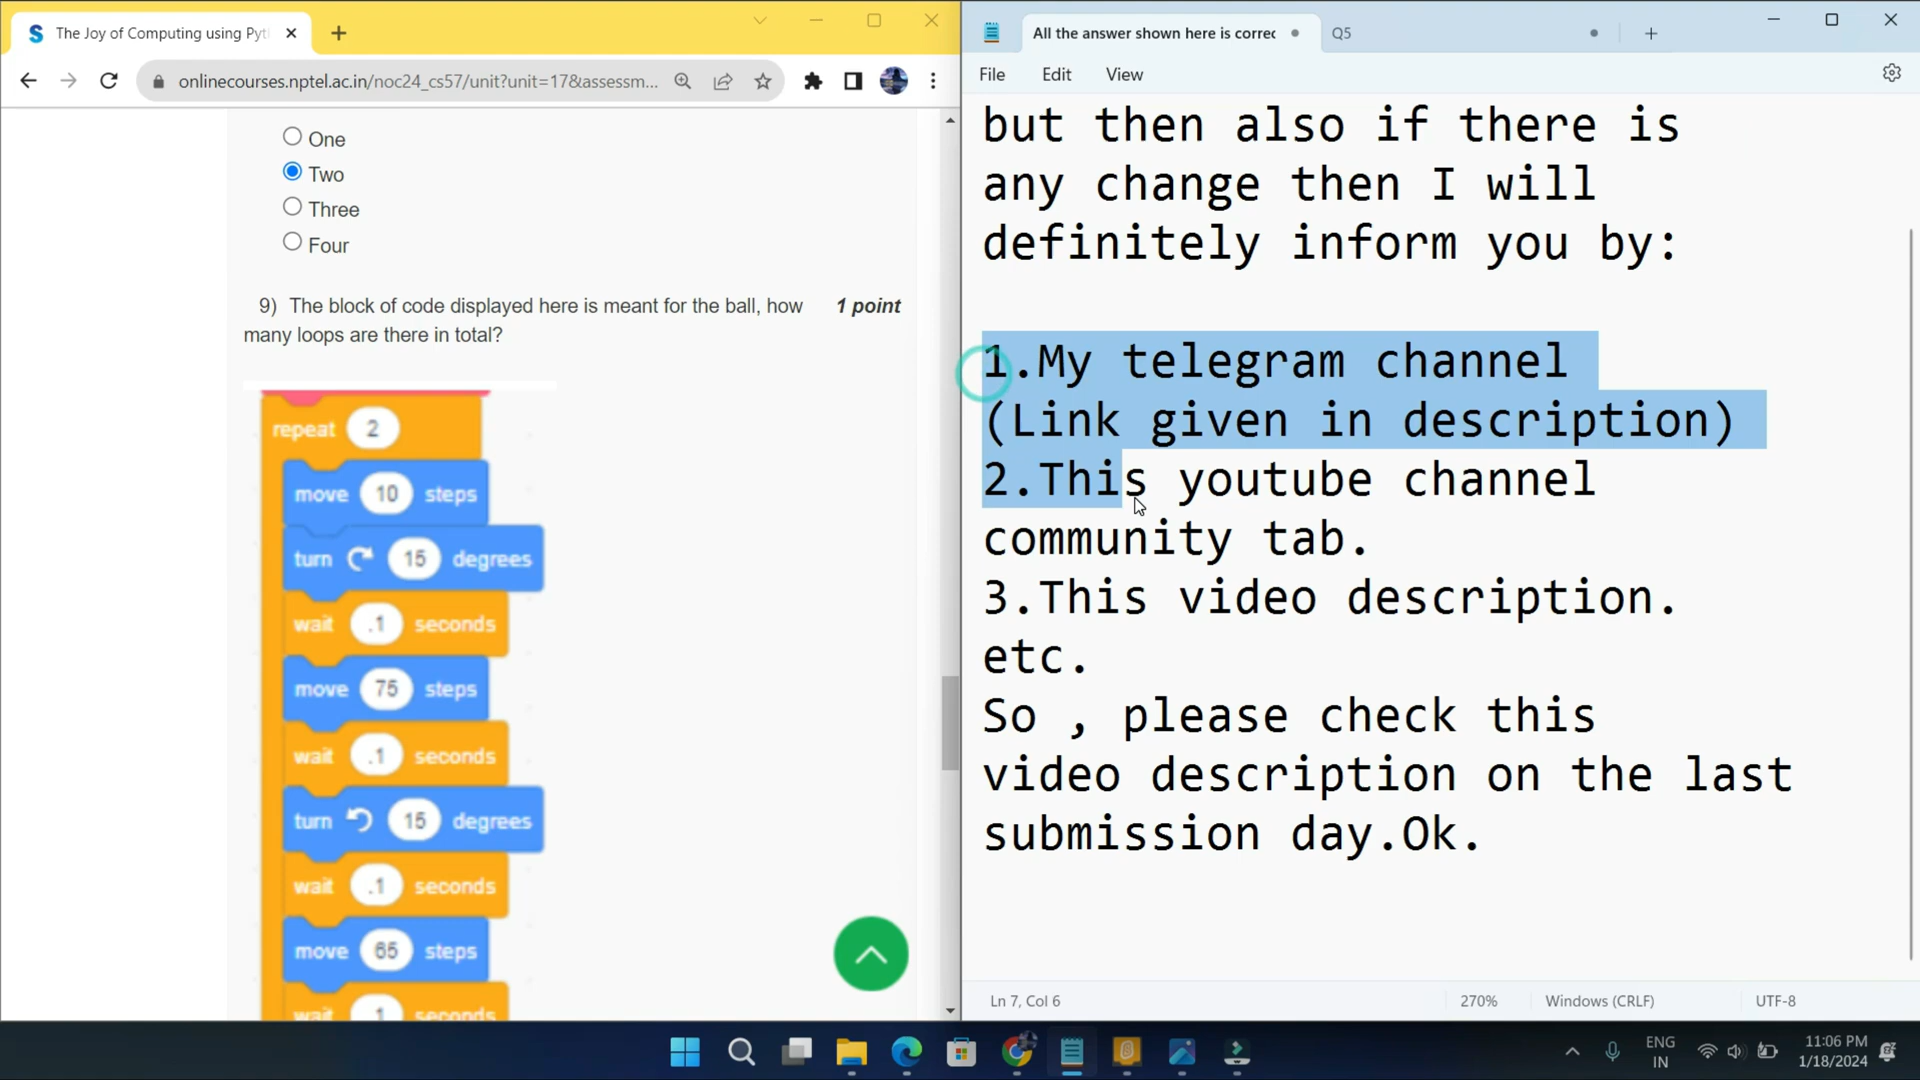 The Joy of Computing using Pyt
onlinecourses.nptel.ac.in/noc24_cs57/unit?unit=17&assessm...
One
Two
Three
Four
9) The block of code displayed here is meant for the ball, how
many loops are there in total?
1 point
repeat 2
move 10 steps
turn 15 degrees
wait .1 seconds
move 75 steps
wait .1 seconds
turn 15 degrees
wait .1 seconds
move 65 steps
wait .1 seconds
All the answer shown here is correc
Q5
File Edit View
but then also if there is
any change then I will
definitely inform you by:
1.My telegram channel
(Link given in description)
2.This youtube channel
community tab.
3.This video description.
etc.
So , please check this
video description on the last
submission day.Ok.
Ln 7, Col 6
270%
Windows (CRLF)
UTF-8
ENG
IN
11:06 PM
1/18/2024